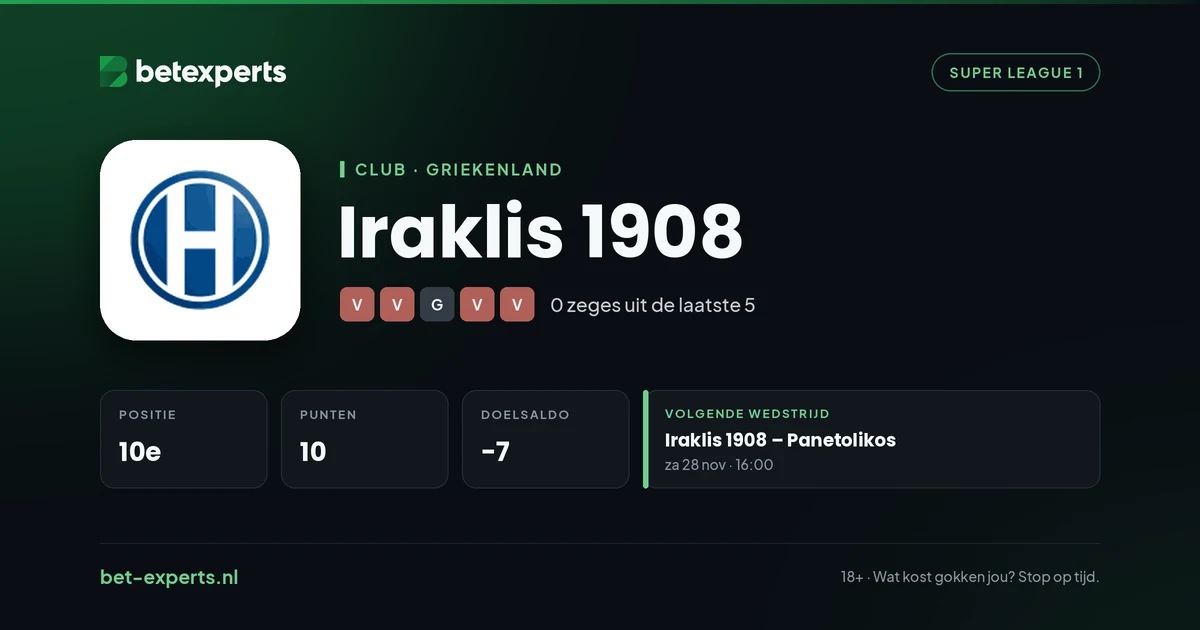 betexperts
SUPER LEAGUE 1
CLUB · GRIEKENLAND
Iraklis 1908
V V G V V 0 zeges uit de laatste 5
POSITIE
10e
PUNTEN
10
DOELSALDO
-7
VOLGENDE WEDSTRIJD
Iraklis 1908 – Panetolikos
za 28 nov · 16:00
bet-experts.nl
18+ · Wat kost gokken jou? Stop op tijd.